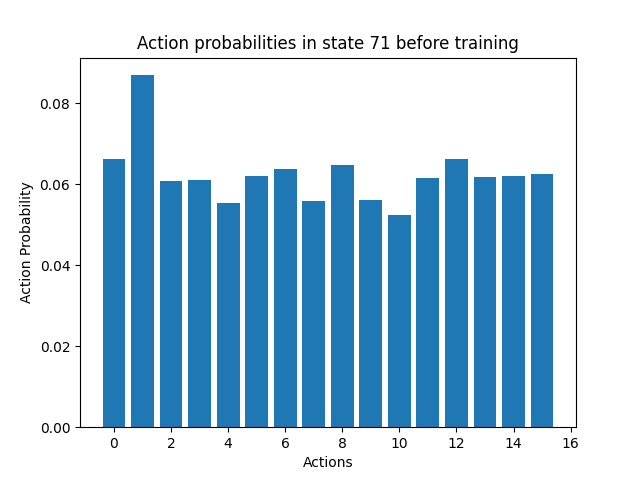 Action probabilities in state 71 before training
0.08
0.06
0.04
0.02
0.00
Action Probability
0 2 4 6 8 10 12 14 16
Actions